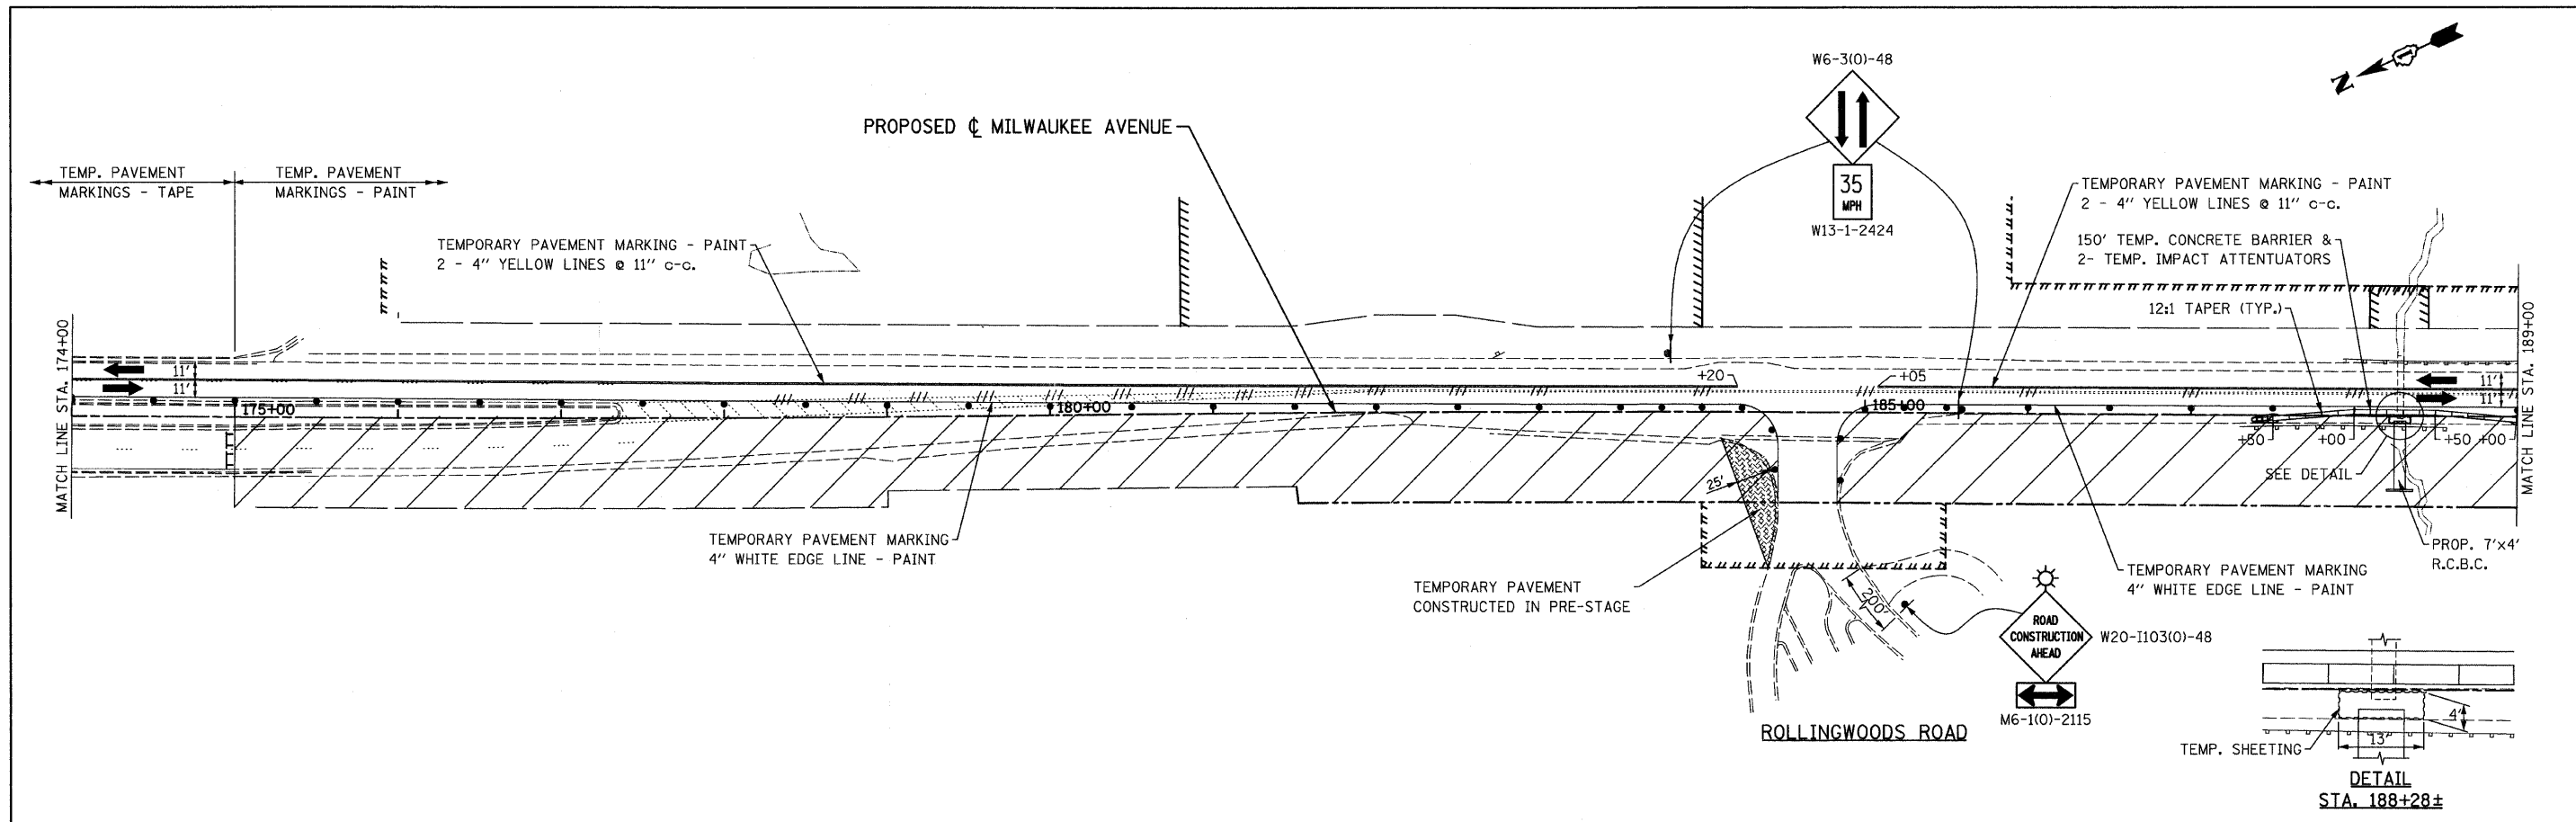 W6-3(O)-48
N
PROPOSED ℄ MILWAUKEE AVENUE
35
MPH
W13-1-2424
TEMP. PAVEMENT
MARKINGS - TAPE
TEMP. PAVEMENT
MARKINGS - PAINT
TEMPORARY PAVEMENT MARKING - PAINT
2 - 4" YELLOW LINES @ 11" c-c.
TEMPORARY PAVEMENT MARKING - PAINT
2 - 4" YELLOW LINES @ 11" c-c.
150' TEMP. CONCRETE BARRIER &
2- TEMP. IMPACT ATTENTUATORS
12:1 TAPER (TYP.)
MATCH LINE STA. 174+00
11'
11'
175+00
180+00
+20
+05
185+00
11'
11'
MATCH LINE STA. 189+00
+50
+00
+50
+00
SEE DETAIL
25'
TEMPORARY PAVEMENT MARKING
4" WHITE EDGE LINE - PAINT
TEMPORARY PAVEMENT
CONSTRUCTED IN PRE-STAGE
200'
PROP. 7'x4'
R.C.B.C.
TEMPORARY PAVEMENT MARKING
4" WHITE EDGE LINE - PAINT
ROAD
CONSTRUCTION
AHEAD
W20-I103(O)-48
M6-1(O)-2115
ROLLINGWOODS ROAD
4'
13'
TEMP. SHEETING
DETAIL
STA. 188+28±